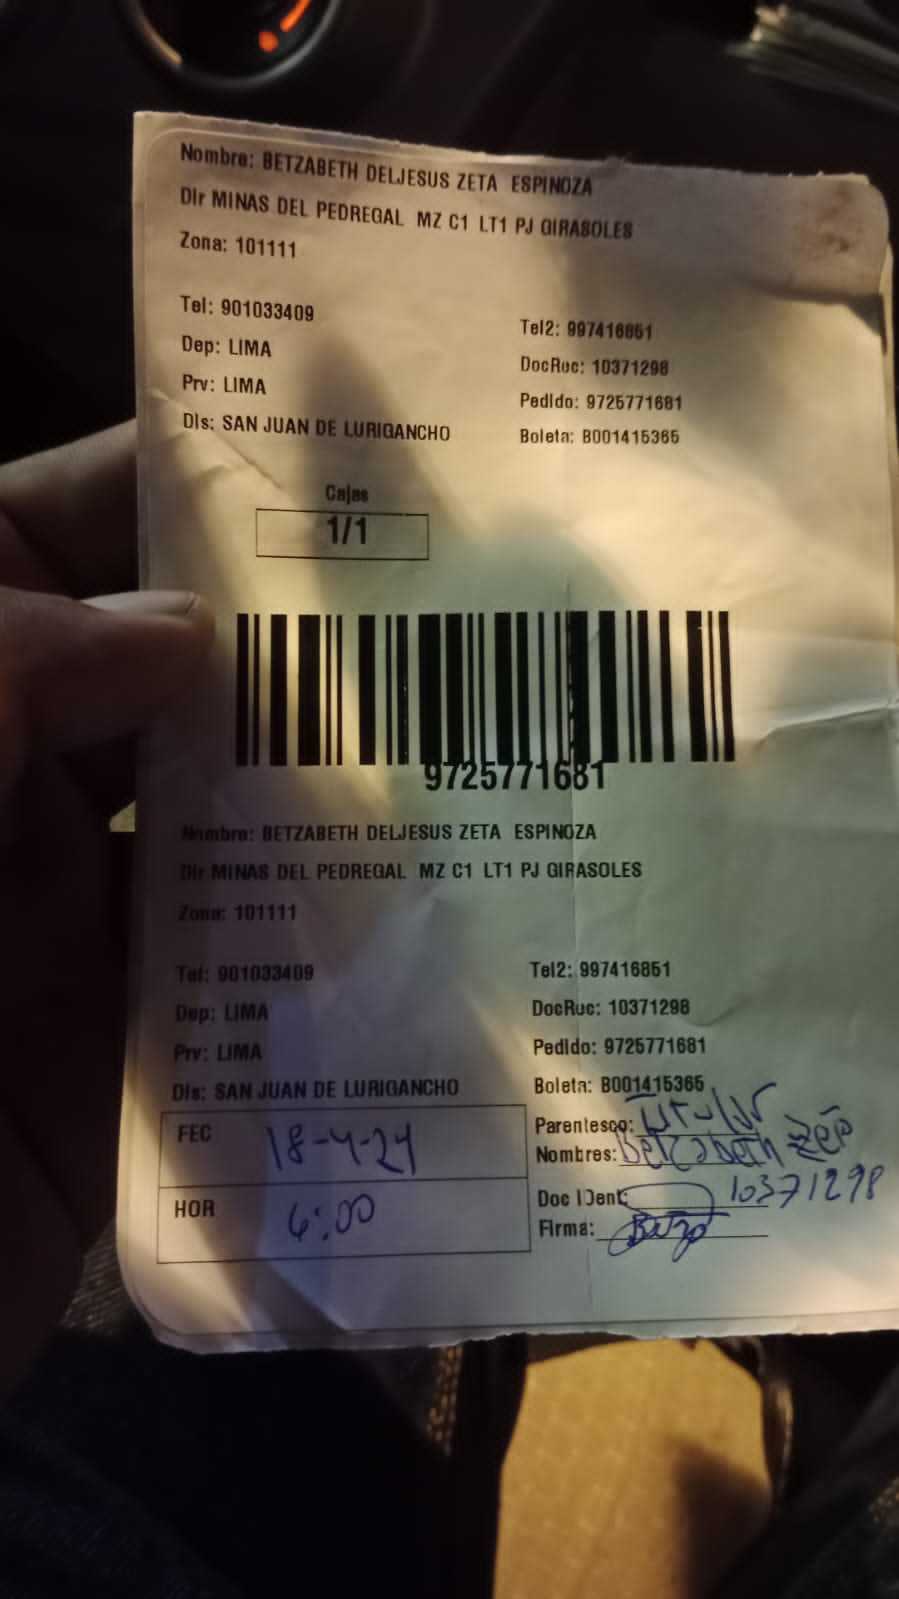 Nombre: BETZABETH DELJESUS ZETA ESPINOZA
Dir MINAS DEL PEDREGAL MZ C1 LT1 PJ GIRASOLES
Zona: 101111
Tel: 901033409 Tel2: 997416851
Dep: LIMA DocRuc: 10371298
Prv: LIMA Pedido: 9725771681
Dis: SAN JUAN DE LURIGANCHO Boleta: B001415365
Cajas
1/1
9725771681
Nombre: BETZABETH DELJESUS ZETA ESPINOZA
Dir MINAS DEL PEDREGAL MZ C1 LT1 PJ GIRASOLES
Zona: 101111
Tel: 901033409 Tel2: 997416851
Dep: LIMA DocRuc: 10371298
Prv: LIMA Pedido: 9725771681
Dis: SAN JUAN DE LURIGANCHO Boleta: B001415365
FEC 18-4-24 Parentesco: titular
Nombres: Betzabeth
HOR 6:00 Doc IDent: 10371298
Firma: